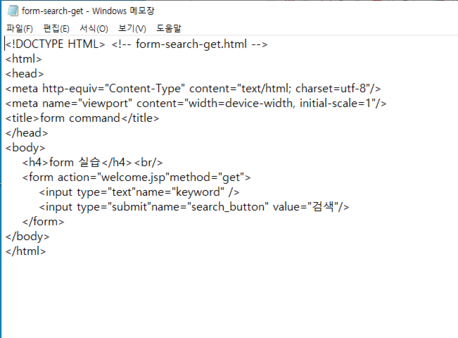 form-search-get - Windows 메모장
파일(F) 편집(E) 서식(O) 보기(V) 도움말
<!DOCTYPE HTML> <!-- form-search-get.html -->
<html>
<head>
<meta http-equiv="Content-Type" content="text/html; charset=utf-8"/>
<meta name="viewport" content="width=device-width, initial-scale=1"/>
<title>form command</title>
</head>
<body>
<h4>form 실습</h4><br/>
<form action="welcome.jsp"method="get">
<input type="text"name="keyword" />
<input type="submit"name="search_button" value="검색"/>
</form>
</body>
</html>